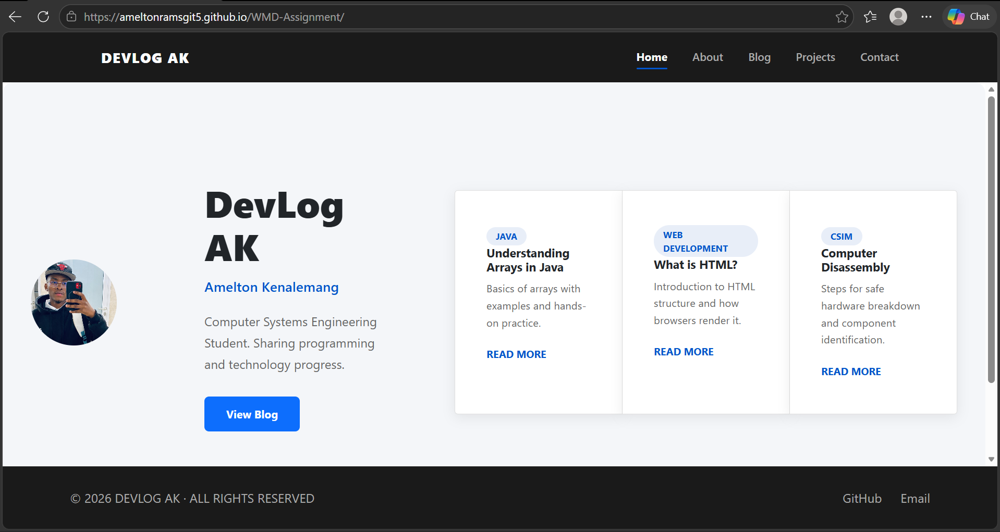 https://ameltonramsgit5.github.io/WMD-Assignment/
Chat
DEVLOG AK
Home
About
Blog
Projects
Contact
DevLog
AK
Amelton Kenalemang
Computer Systems Engineering
Student. Sharing programming
and technology progress.
View Blog
JAVA
Understanding
Arrays in Java
Basics of arrays with
examples and hands-
on practice.
READ MORE
WEB
DEVELOPMENT
What is HTML?
Introduction to HTML
structure and how
browsers render it.
READ MORE
CSIM
Computer
Disassembly
Steps for safe
hardware breakdown
and component
identification.
READ MORE
© 2026 DEVLOG AK · ALL RIGHTS RESERVED
GitHub
Email